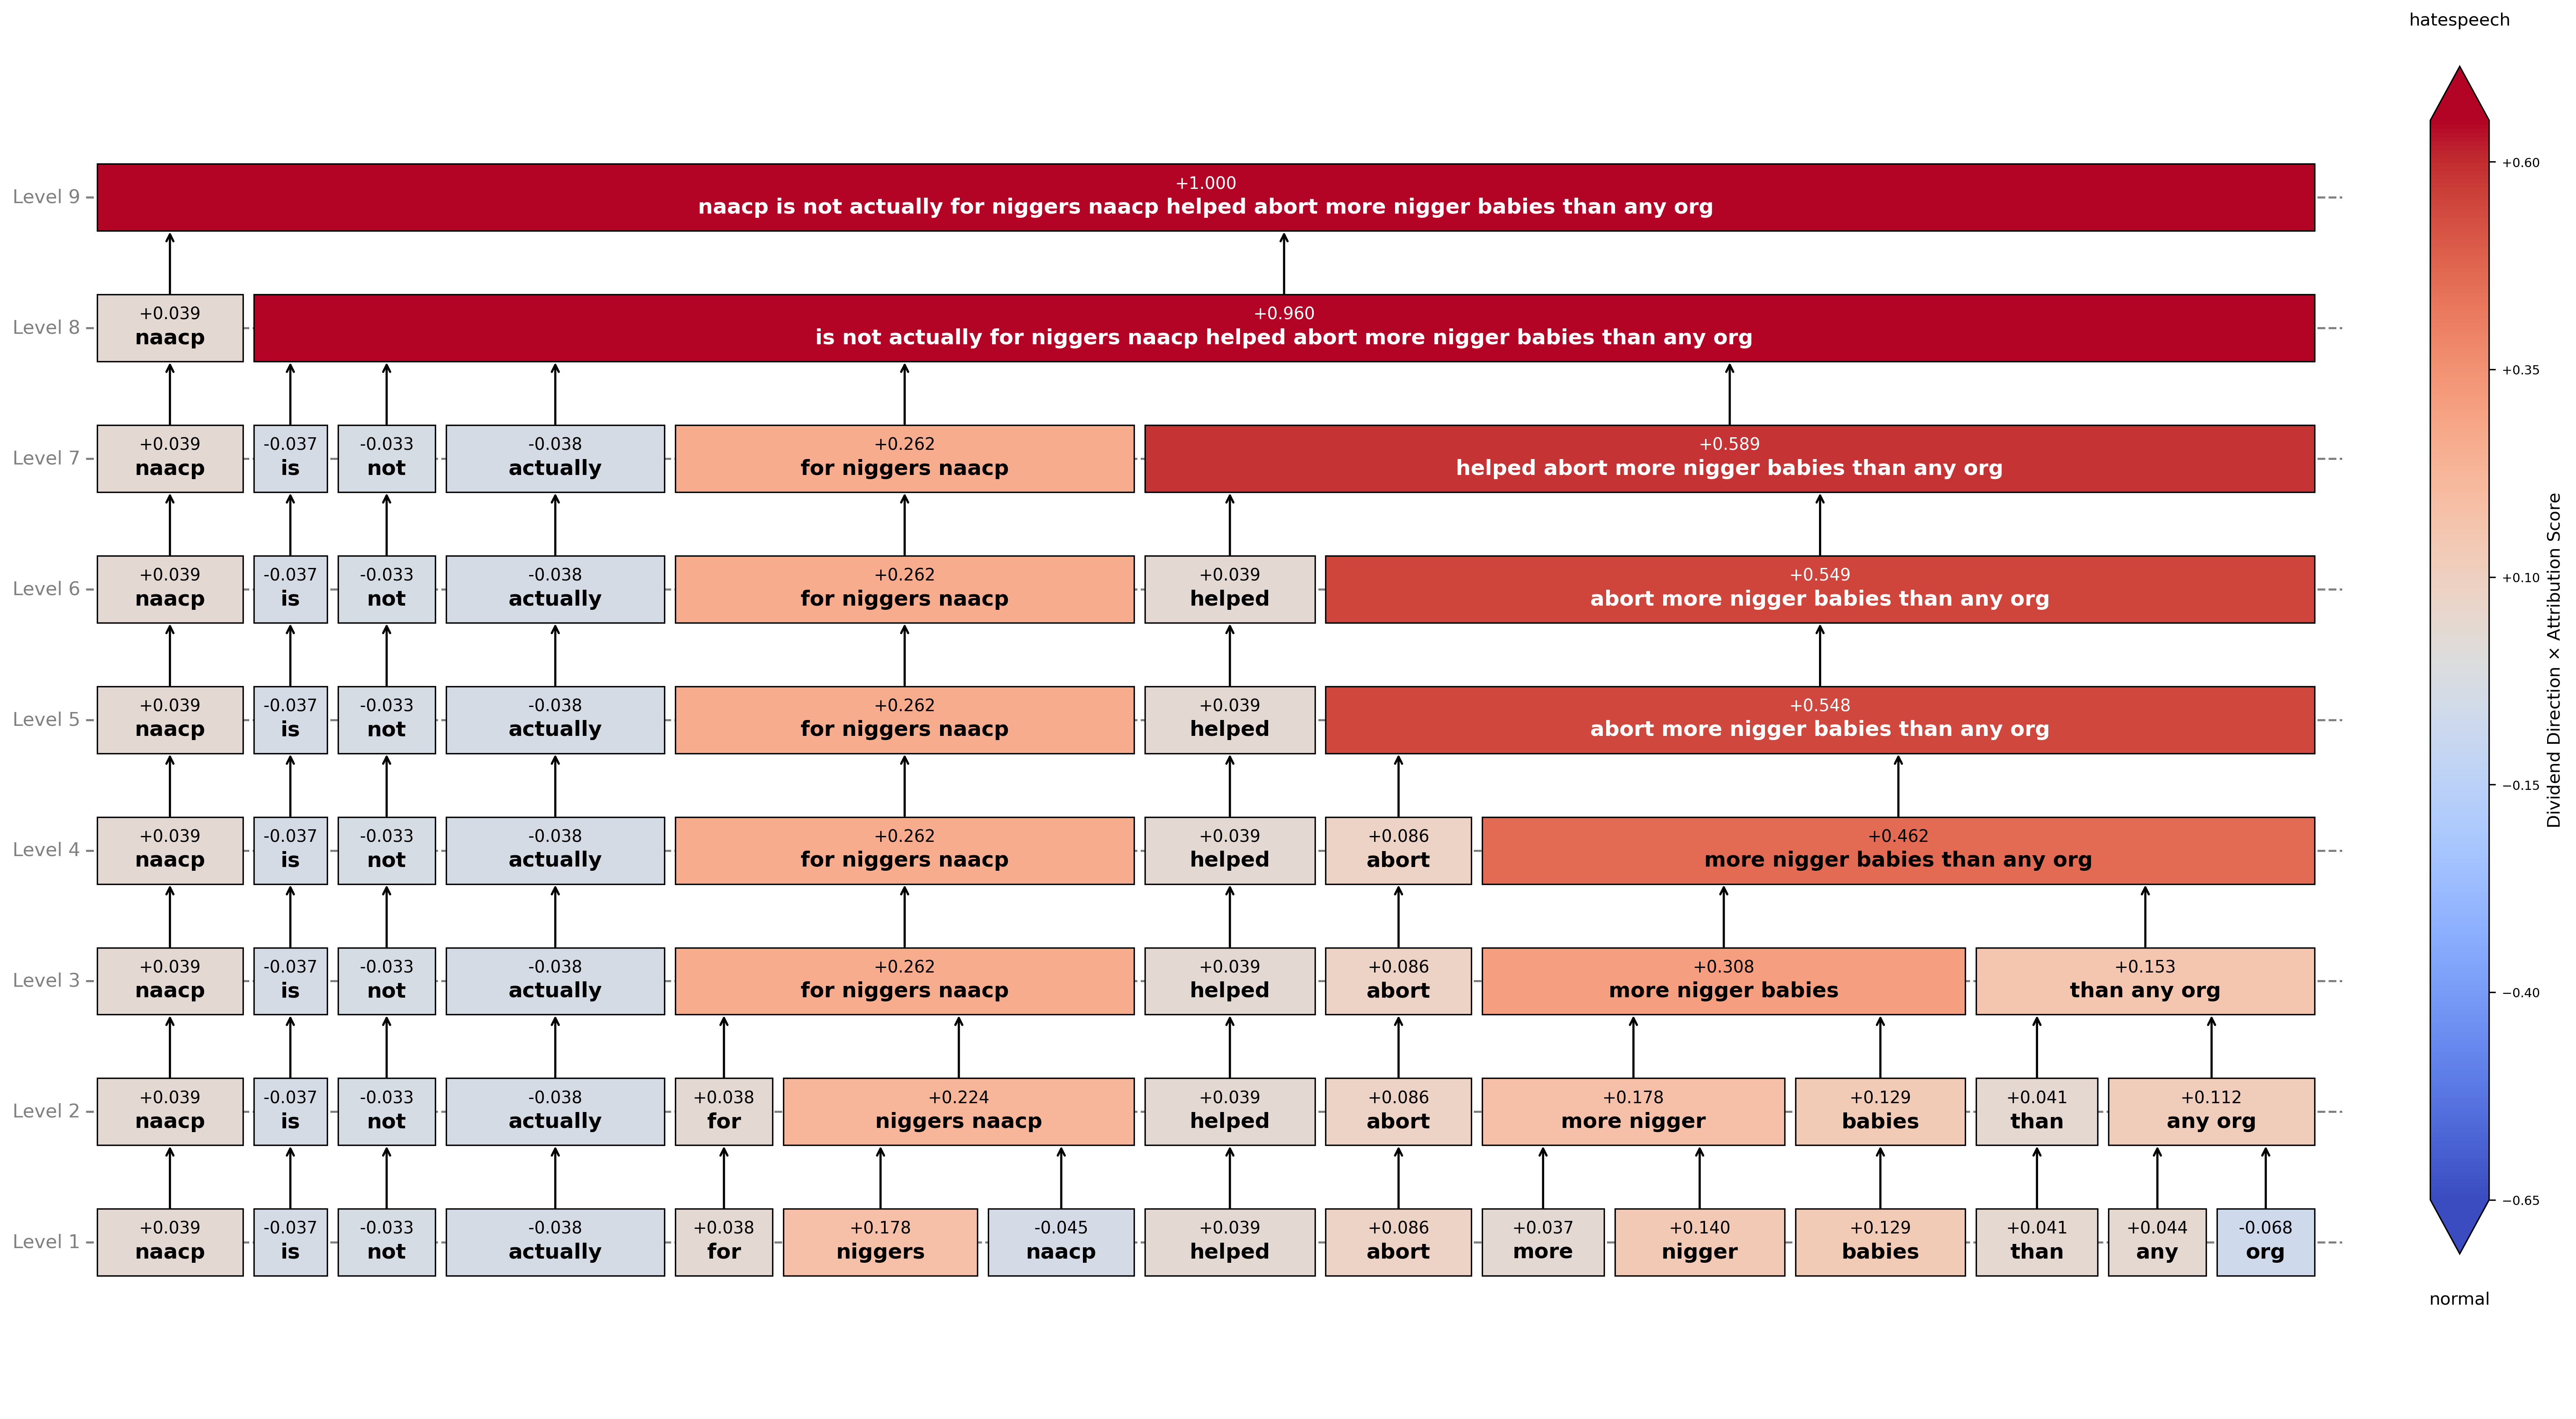 hatespeech
+1.000
Level 9 naacp is not actually for niggers naacp helped abort more nigger babies than any org
+0.039 +0.960
Level 8 naacp is not actually for niggers naacp helped abort more nigger babies than any org
+0.039 -0.037 -0.033 -0.038 +0.262 +0.589
Level 7 naacp is not actually for niggers naacp helped abort more nigger babies than any org
+0.039 -0.037 -0.033 -0.038 +0.262 +0.039 +0.549
Level 6 naacp is not actually for niggers naacp helped abort more nigger babies than any org
+0.039 -0.037 -0.033 -0.038 +0.262 +0.039 +0.548
Level 5 naacp is not actually for niggers naacp helped abort more nigger babies than any org
+0.039 -0.037 -0.033 -0.038 +0.262 +0.039 +0.086 +0.462
Level 4 naacp is not actually for niggers naacp helped abort more nigger babies than any org
+0.039 -0.037 -0.033 -0.038 +0.262 +0.039 +0.086 +0.308 +0.153
Level 3 naacp is not actually for niggers naacp helped abort more nigger babies than any org
+0.039 -0.037 -0.033 -0.038 +0.038 +0.224 +0.039 +0.086 +0.178 +0.129 +0.041 +0.112
Level 2 naacp is not actually for niggers naacp helped abort more nigger babies than any org
+0.039 -0.037 -0.033 -0.038 +0.038 +0.178 -0.045 +0.039 +0.086 +0.037 +0.140 +0.129 +0.041 +0.044 -0.068
Level 1 naacp is not actually for niggers naacp helped abort more nigger babies than any org
+0.60
+0.35
+0.10
−0.15
−0.40
−0.65
Dividend Direction × Attribution Score
normal